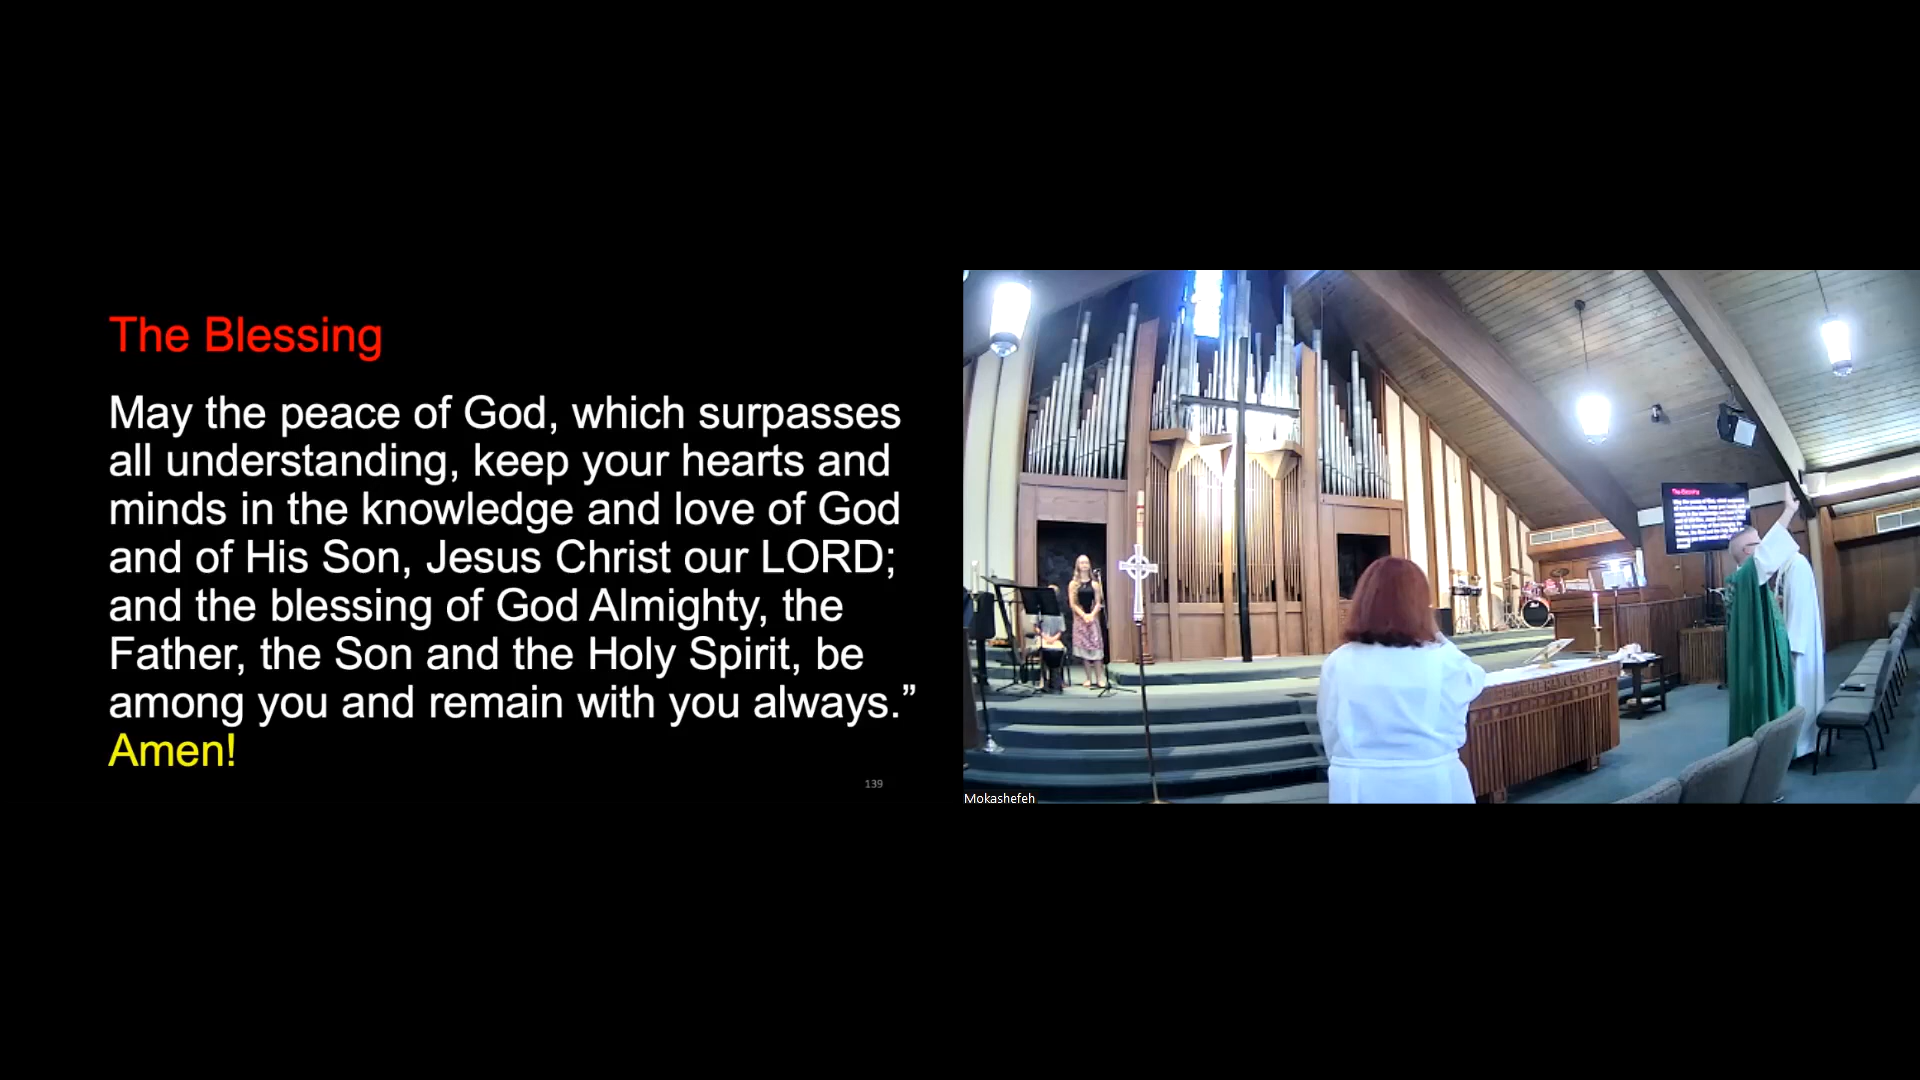 The Blessing
May the peace of God, which surpasses
all understanding, keep your hearts and
minds in the knowledge and love of God
and of His Son, Jesus Christ our LORD;
and the blessing of God Almighty, the
Father, the Son and the Holy Spirit, be
among you and remain with you always.”
Amen!
139
Mokashefeh
The Blessing